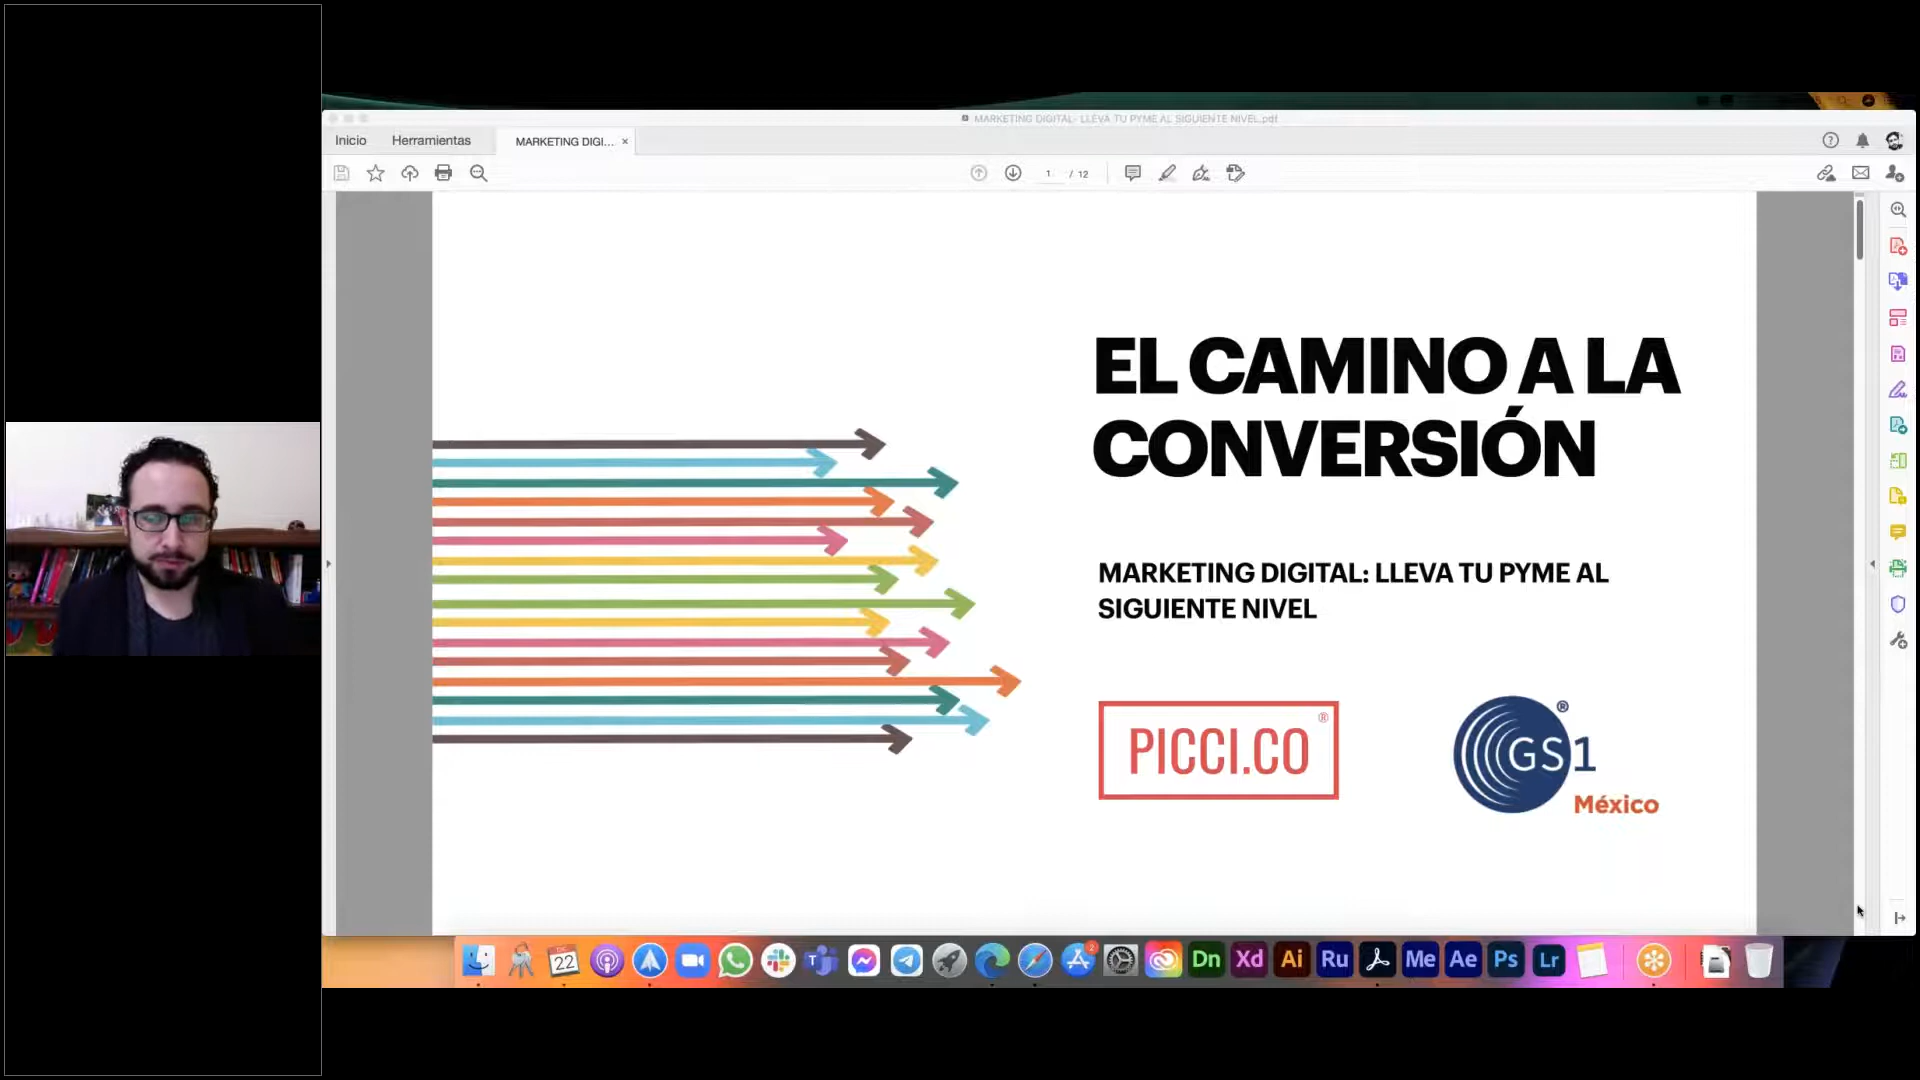 MARKETING DIGITAL- LLEVA TU PYME AL SIGUIENTE NIVEL.pdf
Inicio
Herramientas
MARKETING DIGI... ×
1 / 12
EL CAMINO A LA
CONVERSIÓN
MARKETING DIGITAL: LLEVA TU PYME AL
SIGUIENTE NIVEL
PICCI.CO ®
GS1 ®
México
22
2
Dn
Xd
Ai
Ru
Me
Ae
Ps
Lr